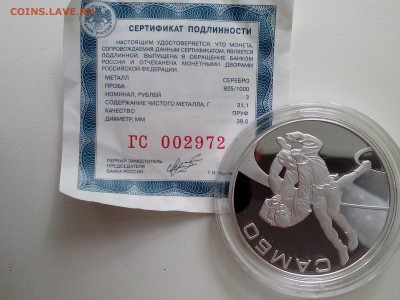 COINS.LAVE.RU
СЕРТИФИКАТ ПОДЛИННОСТИ
НАСТОЯЩИМ УДОСТОВЕРЯЕТСЯ, ЧТО МОНЕТА,
СОПРОВОЖДАЕМАЯ ДАННЫМ СЕРТИФИКАТОМ, ЯВЛЯЕТСЯ
ПОДЛИННОЙ, ВЫПУЩЕНА В ОБРАЩЕНИЕ БАНКОМ
РОССИИ И ОТЧЕКАНЕНА МОНЕТНЫМИ ДВОРАМИ
РОССИЙСКОЙ ФЕДЕРАЦИИ.
МЕТАЛЛ СЕРЕБРО
ПРОБА 925/1000
НОМИНАЛ, РУБЛЕЙ 3
СОДЕРЖАНИЕ ЧИСТОГО МЕТАЛЛА, Г 31,1
КАЧЕСТВО ПРУФ
ДИАМЕТР, ММ 39,0
ГС 002972
ПЕРВЫЙ ЗАМЕСТИТЕЛЬ
ПРЕДСЕДАТЕЛЯ
БАНКА РОССИИ
САМБО